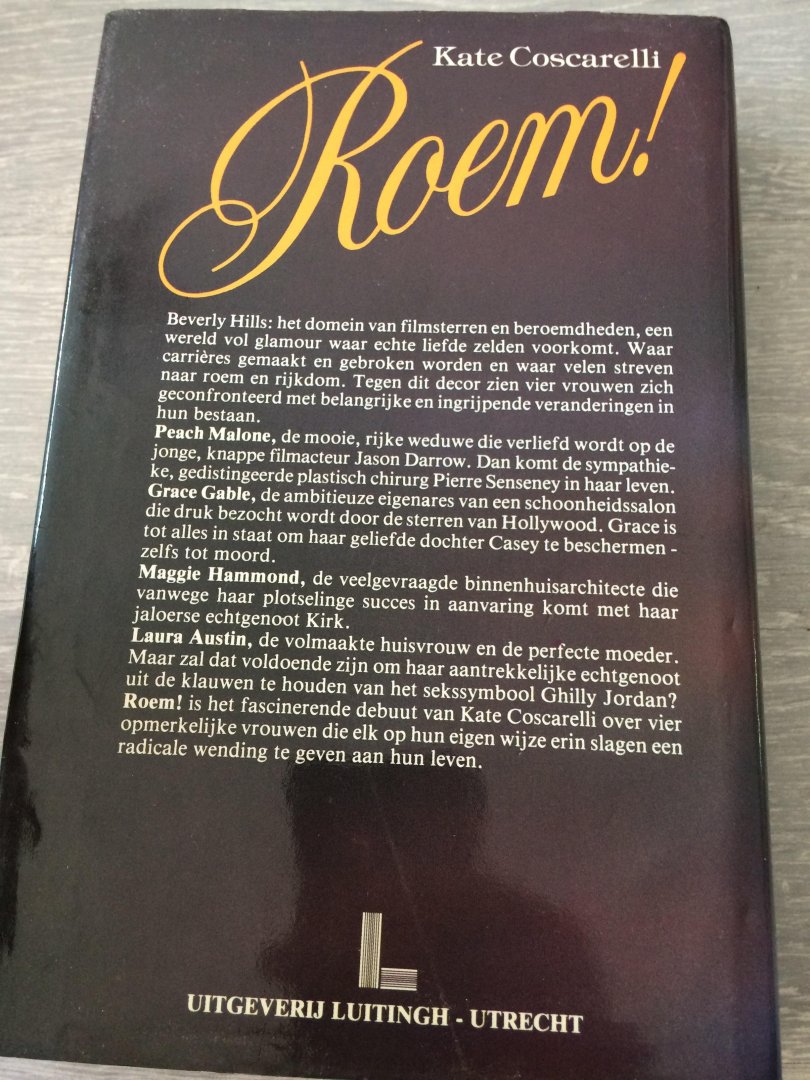 Kate Coscarelli
Roem!
Beverly Hills: het domein van filmsterren en beroemdheden, een
wereld vol glamour waar echte liefde zelden voorkomt. Waar
carrières gemaakt en gebroken worden en waar velen streven
naar roem en rijkdom. Tegen dit decor zien vier vrouwen zich
geconfronteerd met belangrijke en ingrijpende veranderingen in
hun bestaan.
Peach Malone, de mooie, rijke weduwe die verliefd wordt op de
jonge, knappe filmacteur Jason Darrow. Dan komt de sympathie-
ke, gedistingeerde plastisch chirurg Pierre Senseney in haar leven.
Grace Gable, de ambitieuze eigenares van een schoonheidssalon
die druk bezocht wordt door de sterren van Hollywood. Grace is
tot alles in staat om haar geliefde dochter Casey te beschermen -
zelfs tot moord.
Maggie Hammond, de veelgevraagde binnenhuisarchitecte die
vanwege haar plotselinge succes in aanvaring komt met haar
jaloerse echtgenoot Kirk.
Laura Austin, de volmaakte huisvrouw en de perfecte moeder.
Maar zal dat voldoende zijn om haar aantrekkelijke echtgenoot
uit de klauwen te houden van het sekssymbool Ghilly Jordan?
Roem! is het fascinerende debuut van Kate Coscarelli over vier
opmerkelijke vrouwen die elk op hun eigen wijze erin slagen een
radicale wending te geven aan hun leven.
L
UITGEVERIJ LUITINGH - UTRECHT